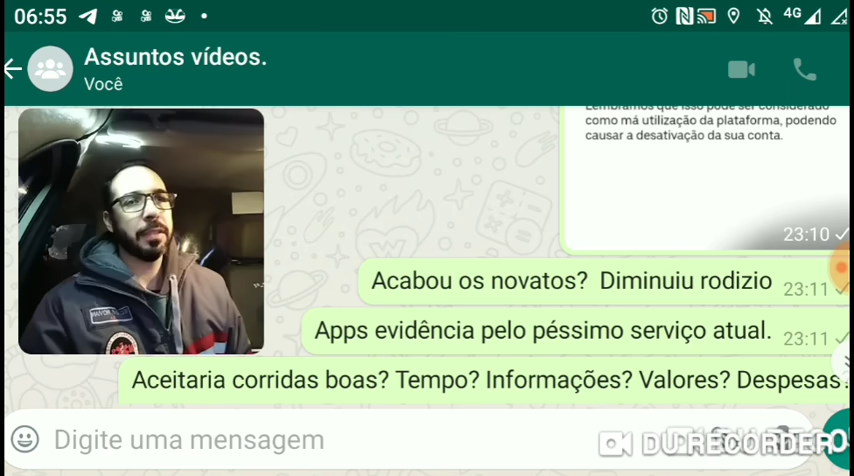 06:55
4G
Assuntos vídeos.
Você
Lembramos que isso pode ser considerado
como má utilização da plataforma, podendo
causar a desativação da sua conta.
23:10
Acabou os novatos? Diminuiu rodizio 23:11
Apps evidência pelo péssimo serviço atual. 23:11
Aceitaria corridas boas? Tempo? Informações? Valores? Despesas?
Digite uma mensagem
DU RECORDER